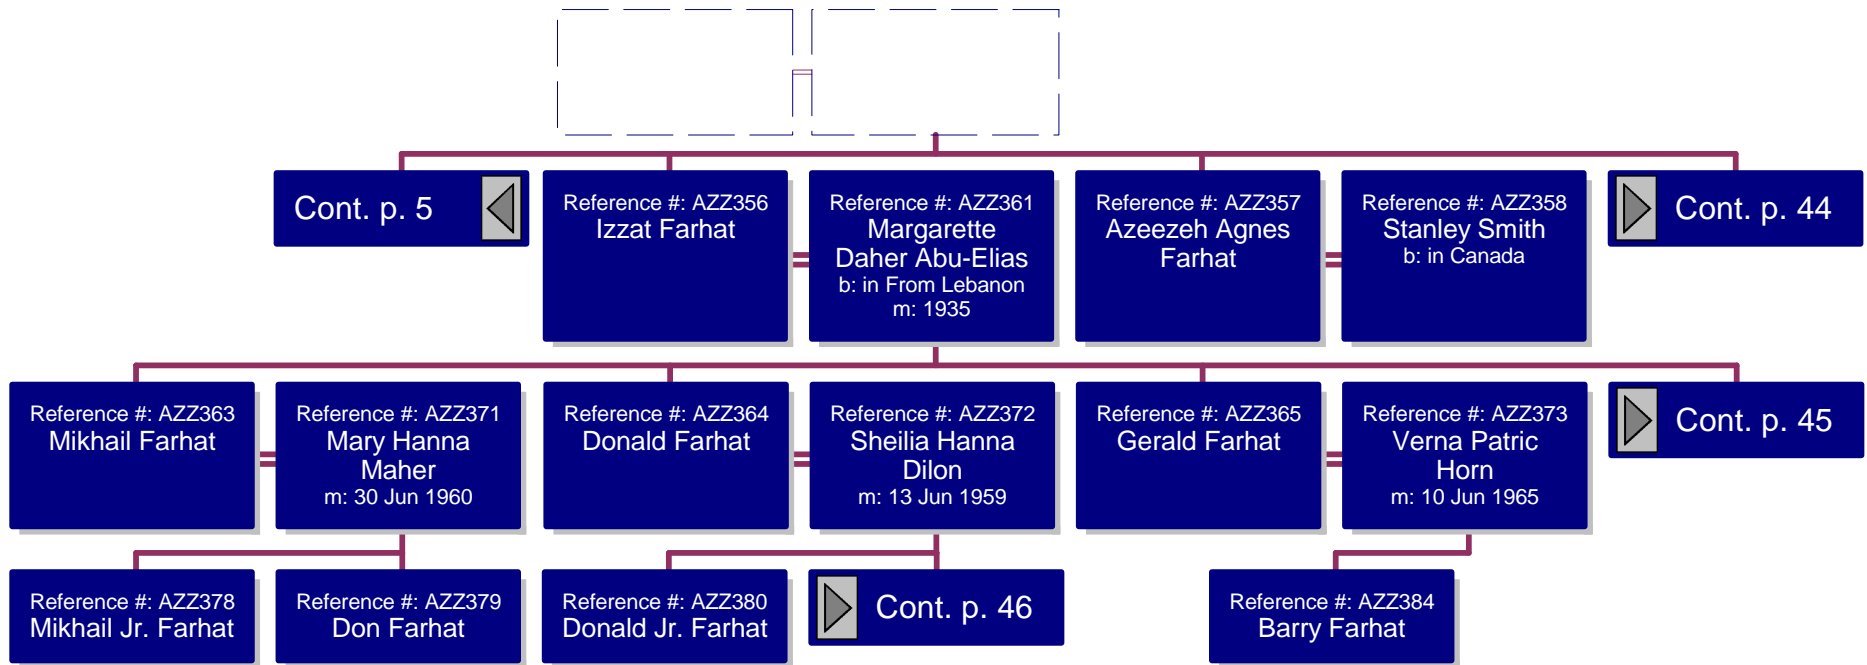 Cont. p. 5
Reference #: AZZ356
Izzat Farhat
Reference #: AZZ361
Margarette
Daher Abu-Elias
b: in From Lebanon
m: 1935
Reference #: AZZ357
Azeezeh Agnes
Farhat
Reference #: AZZ358
Stanley Smith
b: in Canada
Cont. p. 44
Reference #: AZZ363
Mikhail Farhat
Reference #: AZZ371
Mary Hanna
Maher
m: 30 Jun 1960
Reference #: AZZ364
Donald Farhat
Reference #: AZZ372
Sheilia Hanna
Dilon
m: 13 Jun 1959
Reference #: AZZ365
Gerald Farhat
Reference #: AZZ373
Verna Patric
Horn
m: 10 Jun 1965
Cont. p. 45
Reference #: AZZ378
Mikhail Jr. Farhat
Reference #: AZZ379
Don Farhat
Reference #: AZZ380
Donald Jr. Farhat
Cont. p. 46
Reference #: AZZ384
Barry Farhat